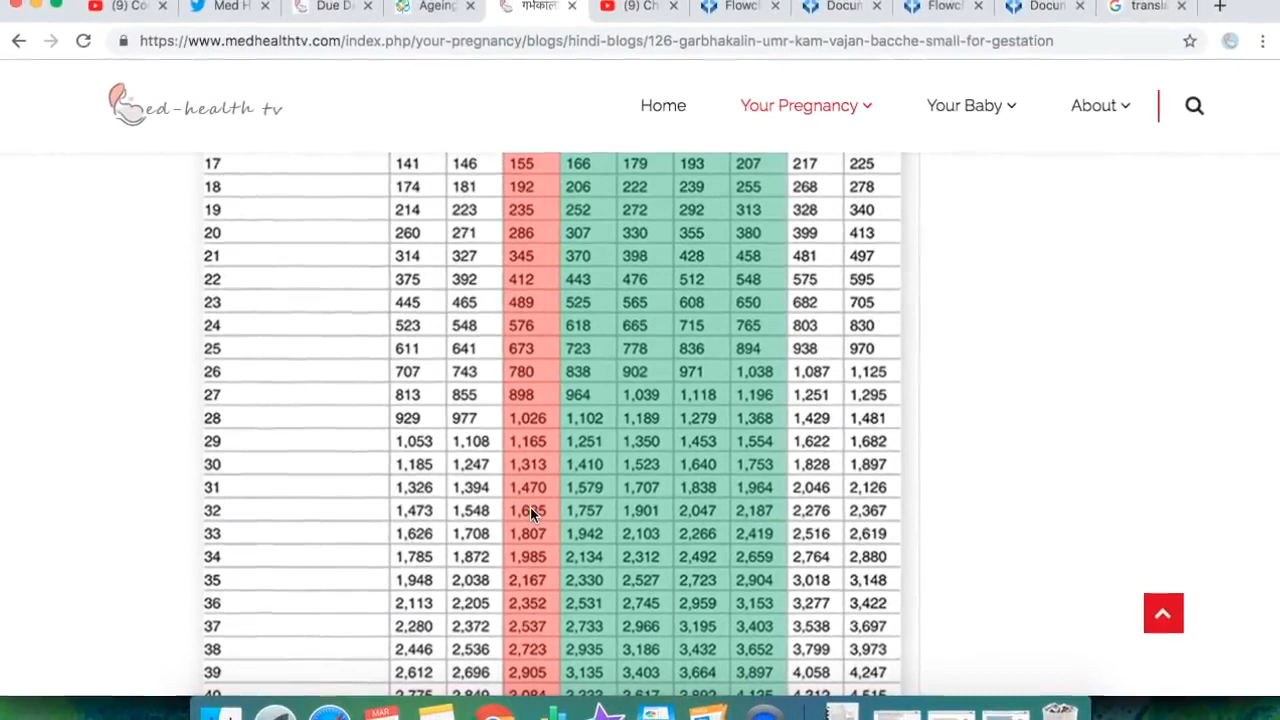 (9) Co
Med H
Due D
Ageing
गर्भकाल
(9) Ch
Flowcl
Docun
Flowcl
Docun
transl
https://www.medhealthtv.com/index.php/your-pregnancy/blogs/hindi-blogs/126-garbhakalin-umr-kam-vajan-bacche-small-for-gestation
ed-health tv
Home Your Pregnancy Your Baby About
17 141 146 155 166 179 193 207 217 225
18 174 181 192 206 222 239 255 268 278
19 214 223 235 252 272 292 313 328 340
20 260 271 286 307 330 355 380 399 413
21 314 327 345 370 398 428 458 481 497
22 375 392 412 443 476 512 548 575 595
23 445 465 489 525 565 608 650 682 705
24 523 548 576 618 665 715 765 803 830
25 611 641 673 723 778 836 894 938 970
26 707 743 780 838 902 971 1,038 1,087 1,125
27 813 855 898 964 1,039 1,118 1,196 1,251 1,295
28 929 977 1,026 1,102 1,189 1,279 1,368 1,429 1,481
29 1,053 1,108 1,165 1,251 1,350 1,453 1,554 1,622 1,682
30 1,185 1,247 1,313 1,410 1,523 1,640 1,753 1,828 1,897
31 1,326 1,394 1,470 1,579 1,707 1,838 1,964 2,046 2,126
32 1,473 1,548 1,757 1,901 2,047 2,187 2,276 2,367
33 1,626 1,708 1,807 1,942 2,103 2,266 2,419 2,516 2,619
34 1,785 1,872 1,985 2,134 2,312 2,492 2,659 2,764 2,880
35 1,948 2,038 2,167 2,330 2,527 2,723 2,904 3,018 3,148
36 2,113 2,205 2,352 2,531 2,745 2,959 3,153 3,277 3,422
37 2,280 2,372 2,537 2,733 2,966 3,195 3,403 3,538 3,697
38 2,446 2,536 2,723 2,935 3,186 3,432 3,652 3,799 3,973
39 2,612 2,696 2,905 3,135 3,403 3,664 3,897 4,058 4,247
MAR